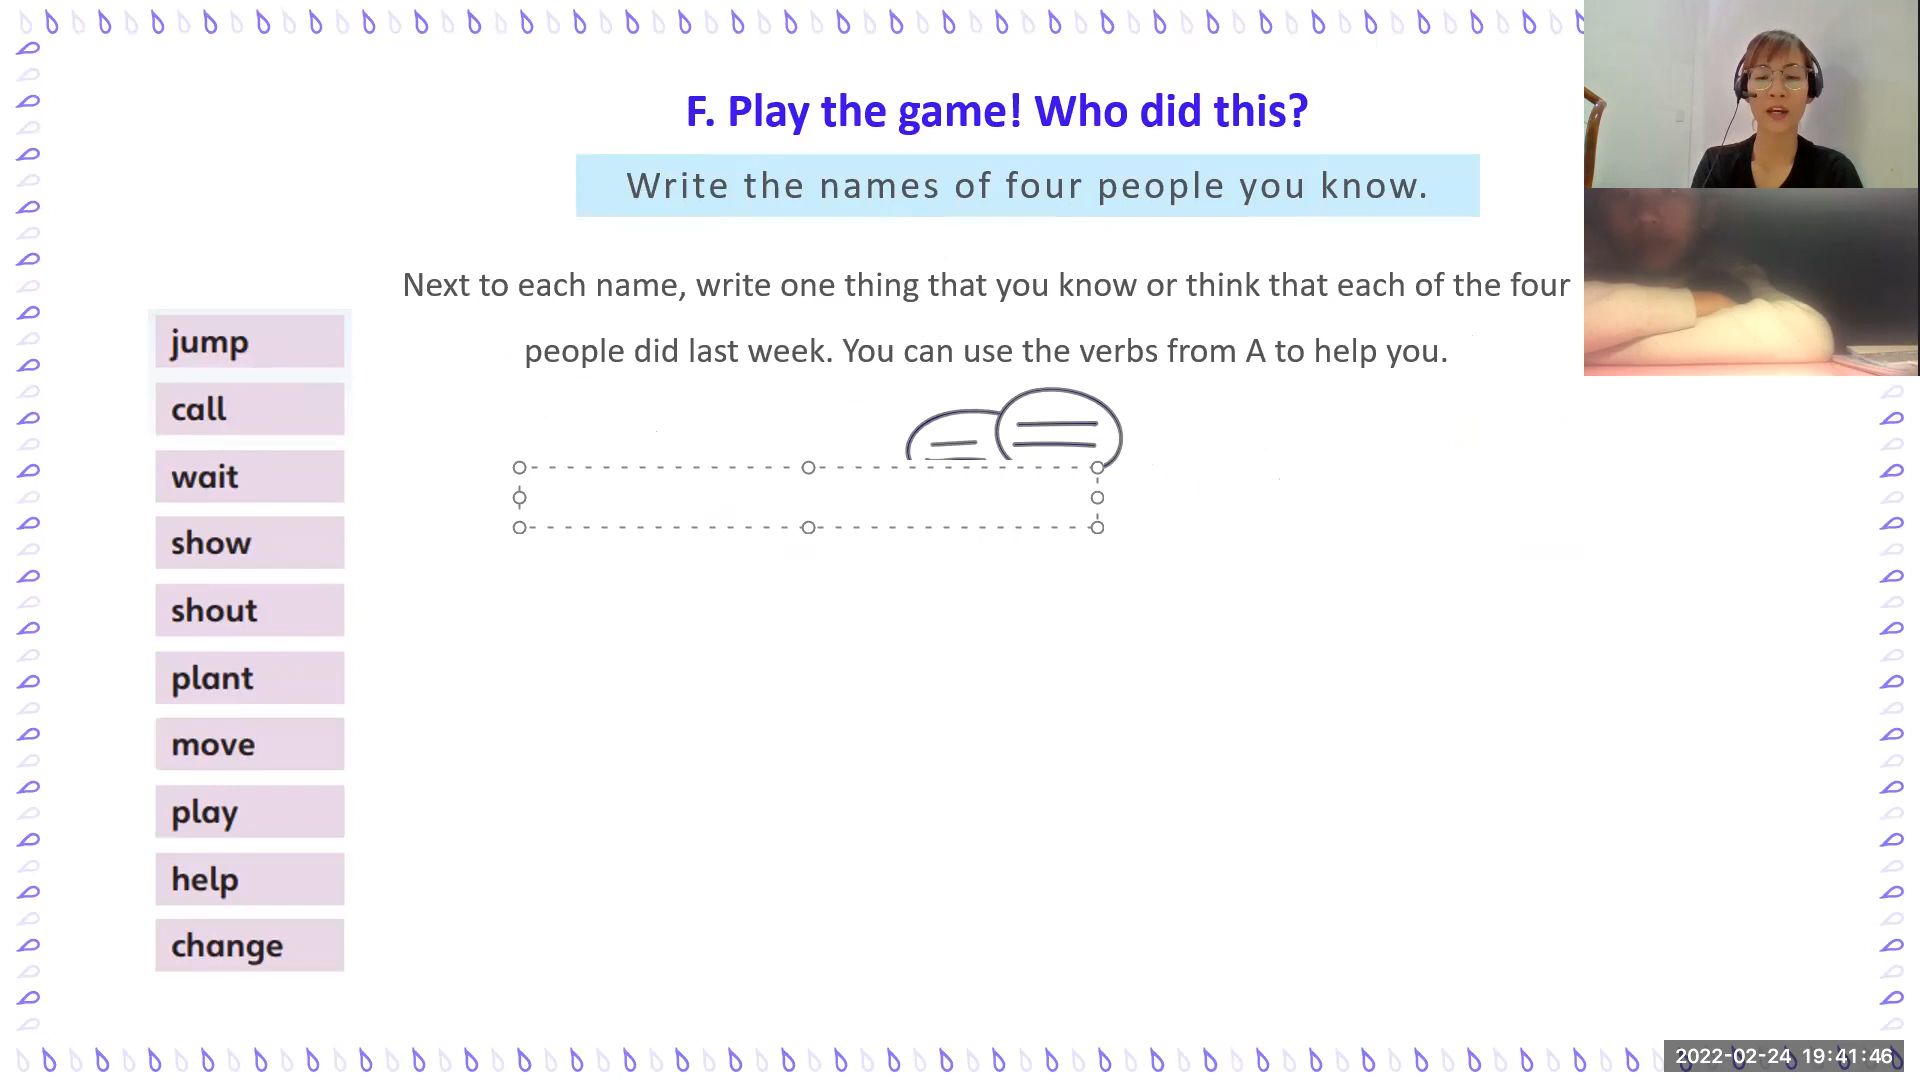 F. Play the game! Who did this?
Write the names of four people you know.
Next to each name, write one thing that you know or think that each of the four
people did last week. You can use the verbs from A to help you.
jump
call
wait
show
shout
plant
move
play
help
change
2022-02-24 19:41:46